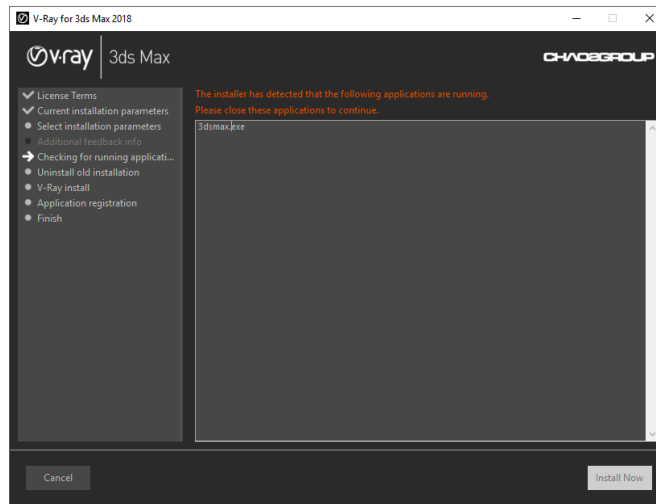 V-Ray for 3ds Max 2018
v·ray 3ds Max
CHAOSGROUP
License Terms
Current installation parameters
Select installation parameters
Additional feedback info
Checking for running applicati...
Uninstall old installation
V-Ray install
Application registration
Finish
The installer has detected that the following applications are running.
Please close these applications to continue.
3dsmax.exe
Cancel
Install Now